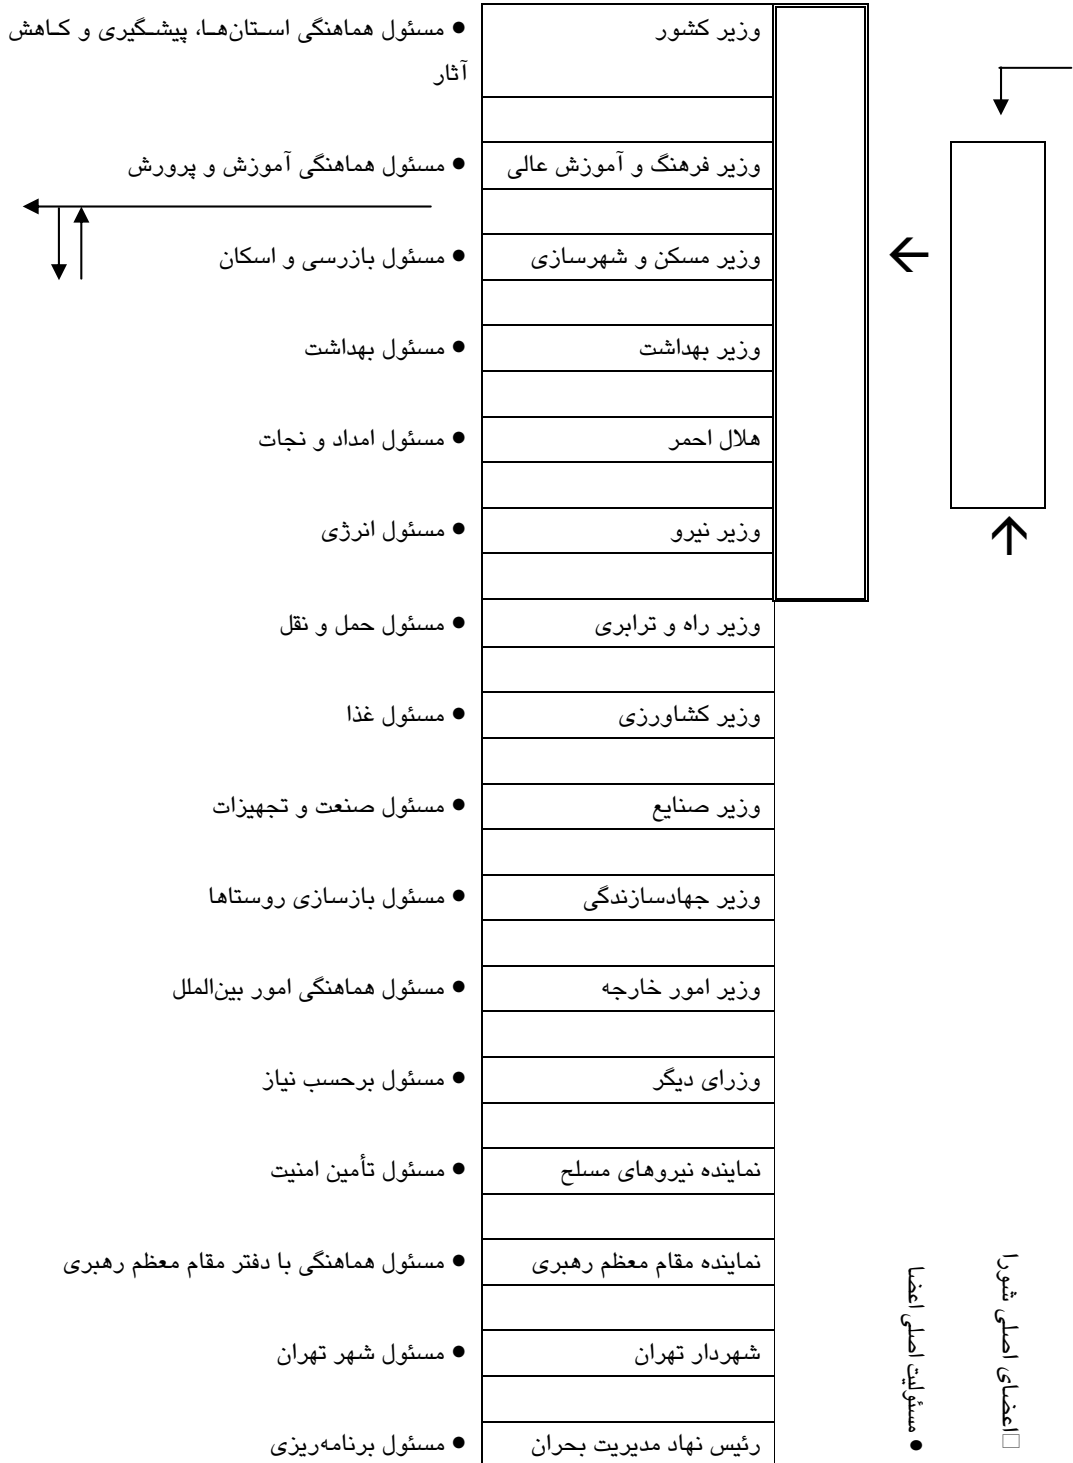 وزیر کشور
● مسئول هماهنگی استان‌ها، پیشگیری و کاهش
آثار
وزیر فرهنگ و آموزش عالی
● مسئول هماهنگی آموزش و پرورش
وزیر مسکن و شهرسازی
● مسئول بازرسی و اسکان
وزیر بهداشت
● مسئول بهداشت
هلال احمر
● مسئول امداد و نجات
وزیر نیرو
● مسئول انرژی
وزیر راه و ترابری
● مسئول حمل و نقل
وزیر کشاورزی
● مسئول غذا
وزیر صنایع
● مسئول صنعت و تجهیزات
وزیر جهادسازندگی
● مسئول بازسازی روستاها
وزیر امور خارجه
● مسئول هماهنگی امور بین‌الملل
وزرای دیگر
● مسئول برحسب نیاز
نماینده نیروهای مسلح
● مسئول تأمین امنیت
نماینده مقام معظم رهبری
● مسئول هماهنگی با دفتر مقام معظم رهبری
شهردار تهران
● مسئول شهر تهران
رئیس نهاد مدیریت بحران
● مسئول برنامه‌ریزی
□اعضای اصلی شورا
● مسئولیت اصلی اعضا